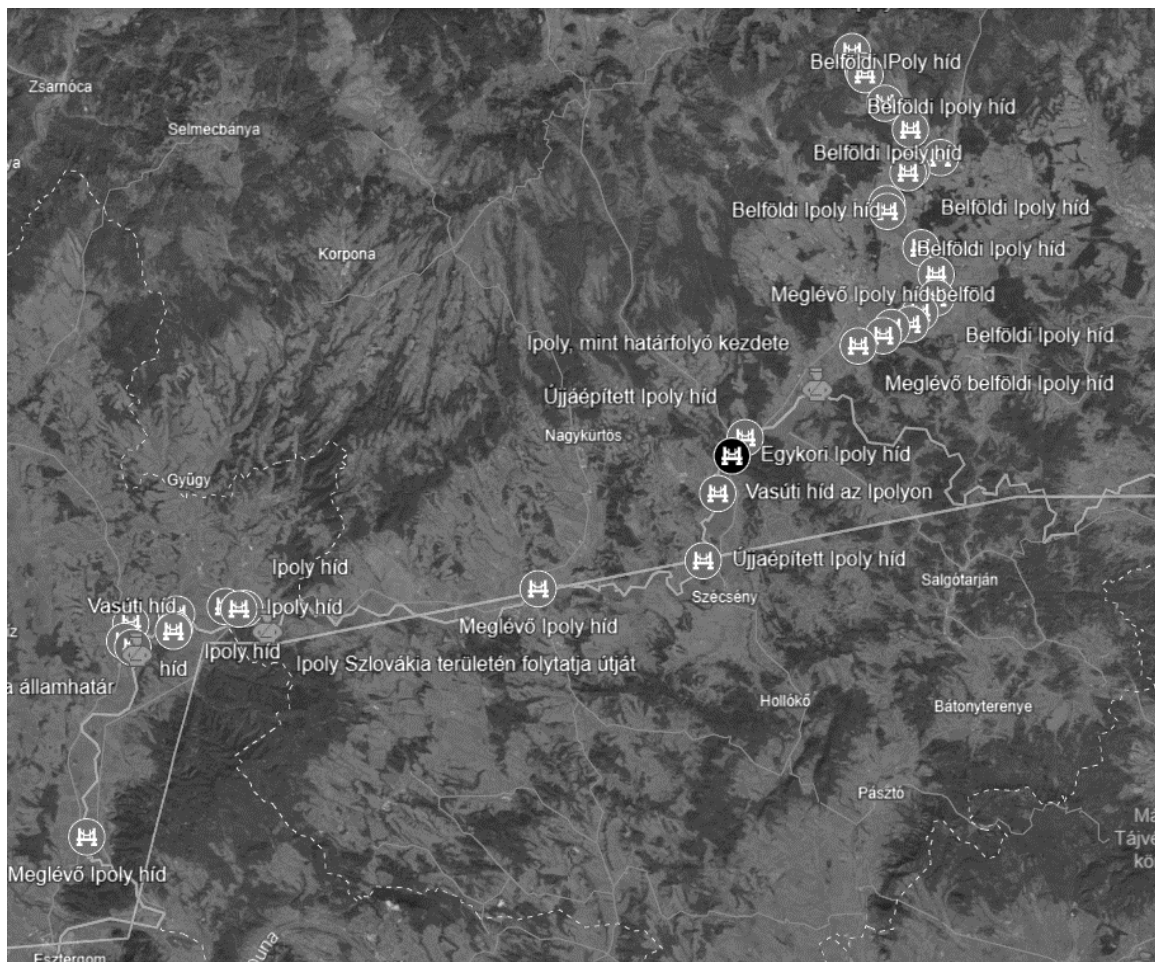 Belföldi IPoly híd
Zsarnóca
Belföldi Ipoly híd
Selmecbánya
Belföldi Ipoly híd
Belföldi Ipoly híd
Belföldi Ipoly híd
Korpona
Belföldi Ipoly híd
Meglévő Ipoly híd belföld
Belföldi Ipoly híd
Ipoly, mint határfolyó kezdete
Meglévő belföldi Ipoly híd
Újjáépített Ipoly híd
Nagykürtös
Egykori Ipoly híd
Gyűgy
Vasúti híd az Ipolyon
Ipoly híd
Újjáépített Ipoly híd
Salgótarján
Szécsény
Vasúti híd
Ipoly híd
Meglévő Ipoly híd
Ipoly híd
híd
Ipoly Szlovákia területén folytatja útját
a államhatár
Hollókő
Bátonyterenye
Pásztó
Má
Tájvé
kö
Meglévő Ipoly híd
Esztergom